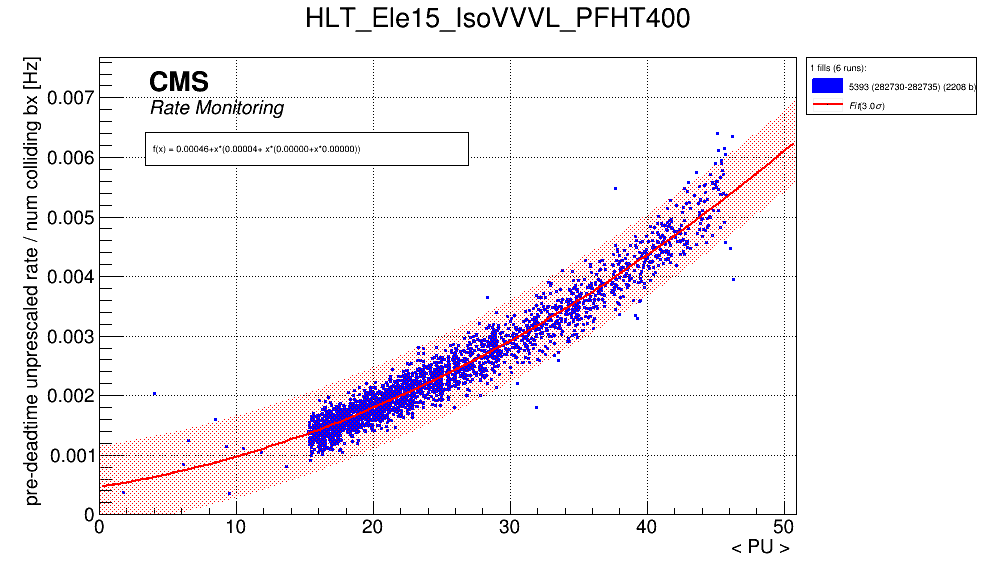 HLT_Ele15_IsoVVVL_PFHT400
pre-deadtime unprescaled rate / num colliding bx [Hz]
CMS
Rate Monitoring
f(x) = 0.00046+x*(0.00004+ x*(0.00000+x*0.00000))
1 fills (6 runs):
5393 (282730-282735) (2208 b)
Fit(3.0σ)
0.007
0.006
0.005
0.004
0.003
0.002
0.001
0
0 10 20 30 40 50
< PU >